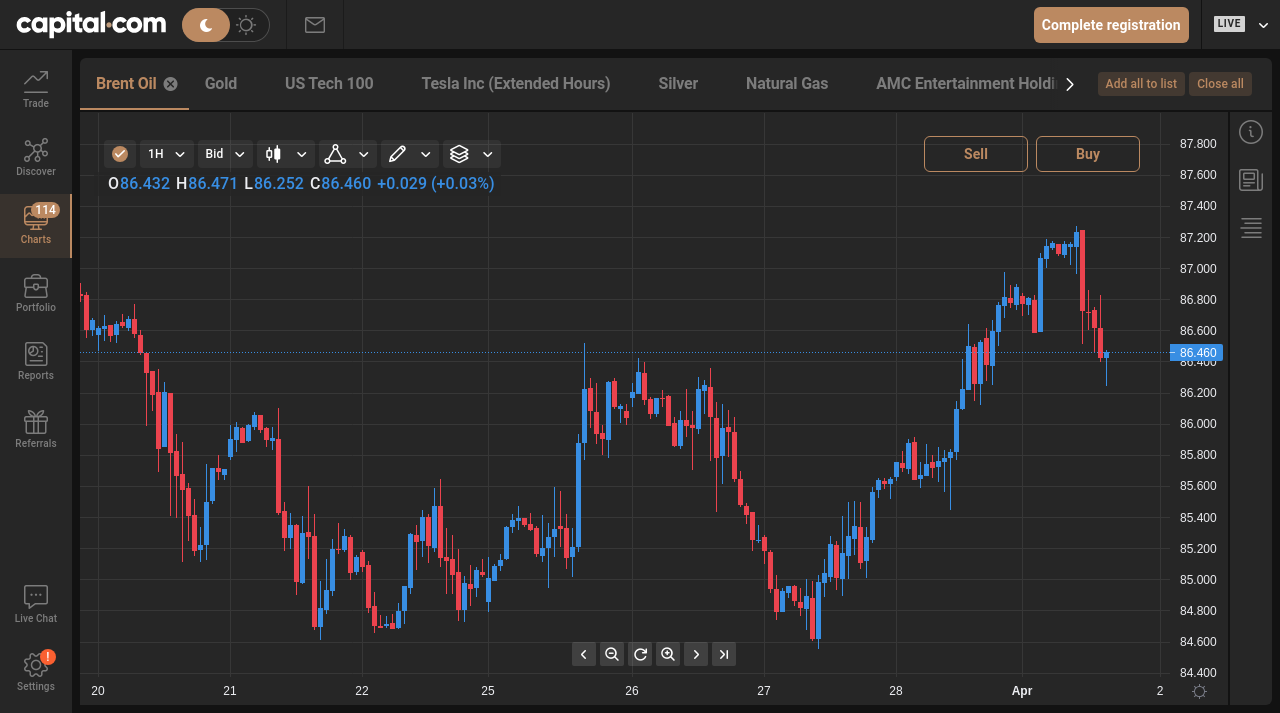 capital.com
Complete registration
LIVE
Trade
Discover
114
Charts
Portfolio
Reports
Referrals
Live Chat
!
Settings
Brent Oil
Gold
US Tech 100
Tesla Inc (Extended Hours)
Silver
Natural Gas
AMC Entertainment Holdi
Add all to list
Close all
1H
Bid
Sell
Buy
O86.432 H86.471 L86.252 C86.460 +0.029 (+0.03%)
87.800
87.600
87.400
87.200
87.000
86.800
86.600
86.460
86.400
86.200
86.000
85.800
85.600
85.400
85.200
85.000
84.800
84.600
84.400
20 21 22 25 26 27 28 Apr 2